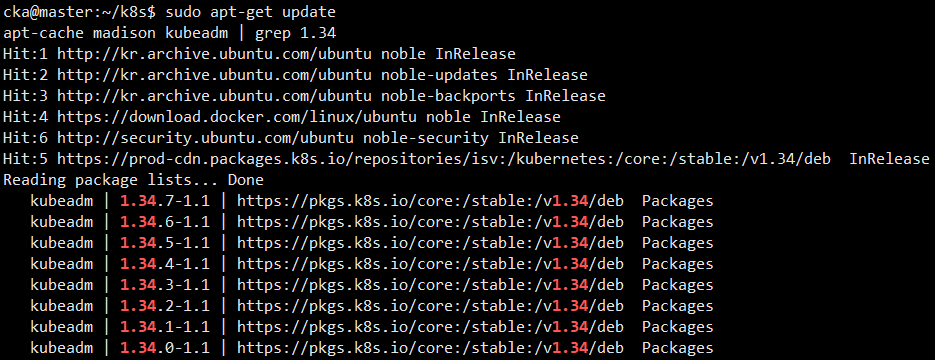 cka@master:~/k8s$ sudo apt-get update
apt-cache madison kubeadm | grep 1.34
Hit:1 http://kr.archive.ubuntu.com/ubuntu noble InRelease
Hit:2 http://kr.archive.ubuntu.com/ubuntu noble-updates InRelease
Hit:3 http://kr.archive.ubuntu.com/ubuntu noble-backports InRelease
Hit:4 https://download.docker.com/linux/ubuntu noble InRelease
Hit:6 http://security.ubuntu.com/ubuntu noble-security InRelease
Hit:5 https://prod-cdn.packages.k8s.io/repositories/isv:/kubernetes:/core:/stable:/v1.34/deb  InRelease
Reading package lists... Done
   kubeadm | 1.34.7-1.1 | https://pkgs.k8s.io/core:/stable:/v1.34/deb  Packages
   kubeadm | 1.34.6-1.1 | https://pkgs.k8s.io/core:/stable:/v1.34/deb  Packages
   kubeadm | 1.34.5-1.1 | https://pkgs.k8s.io/core:/stable:/v1.34/deb  Packages
   kubeadm | 1.34.4-1.1 | https://pkgs.k8s.io/core:/stable:/v1.34/deb  Packages
   kubeadm | 1.34.3-1.1 | https://pkgs.k8s.io/core:/stable:/v1.34/deb  Packages
   kubeadm | 1.34.2-1.1 | https://pkgs.k8s.io/core:/stable:/v1.34/deb  Packages
   kubeadm | 1.34.1-1.1 | https://pkgs.k8s.io/core:/stable:/v1.34/deb  Packages
   kubeadm | 1.34.0-1.1 | https://pkgs.k8s.io/core:/stable:/v1.34/deb  Packages